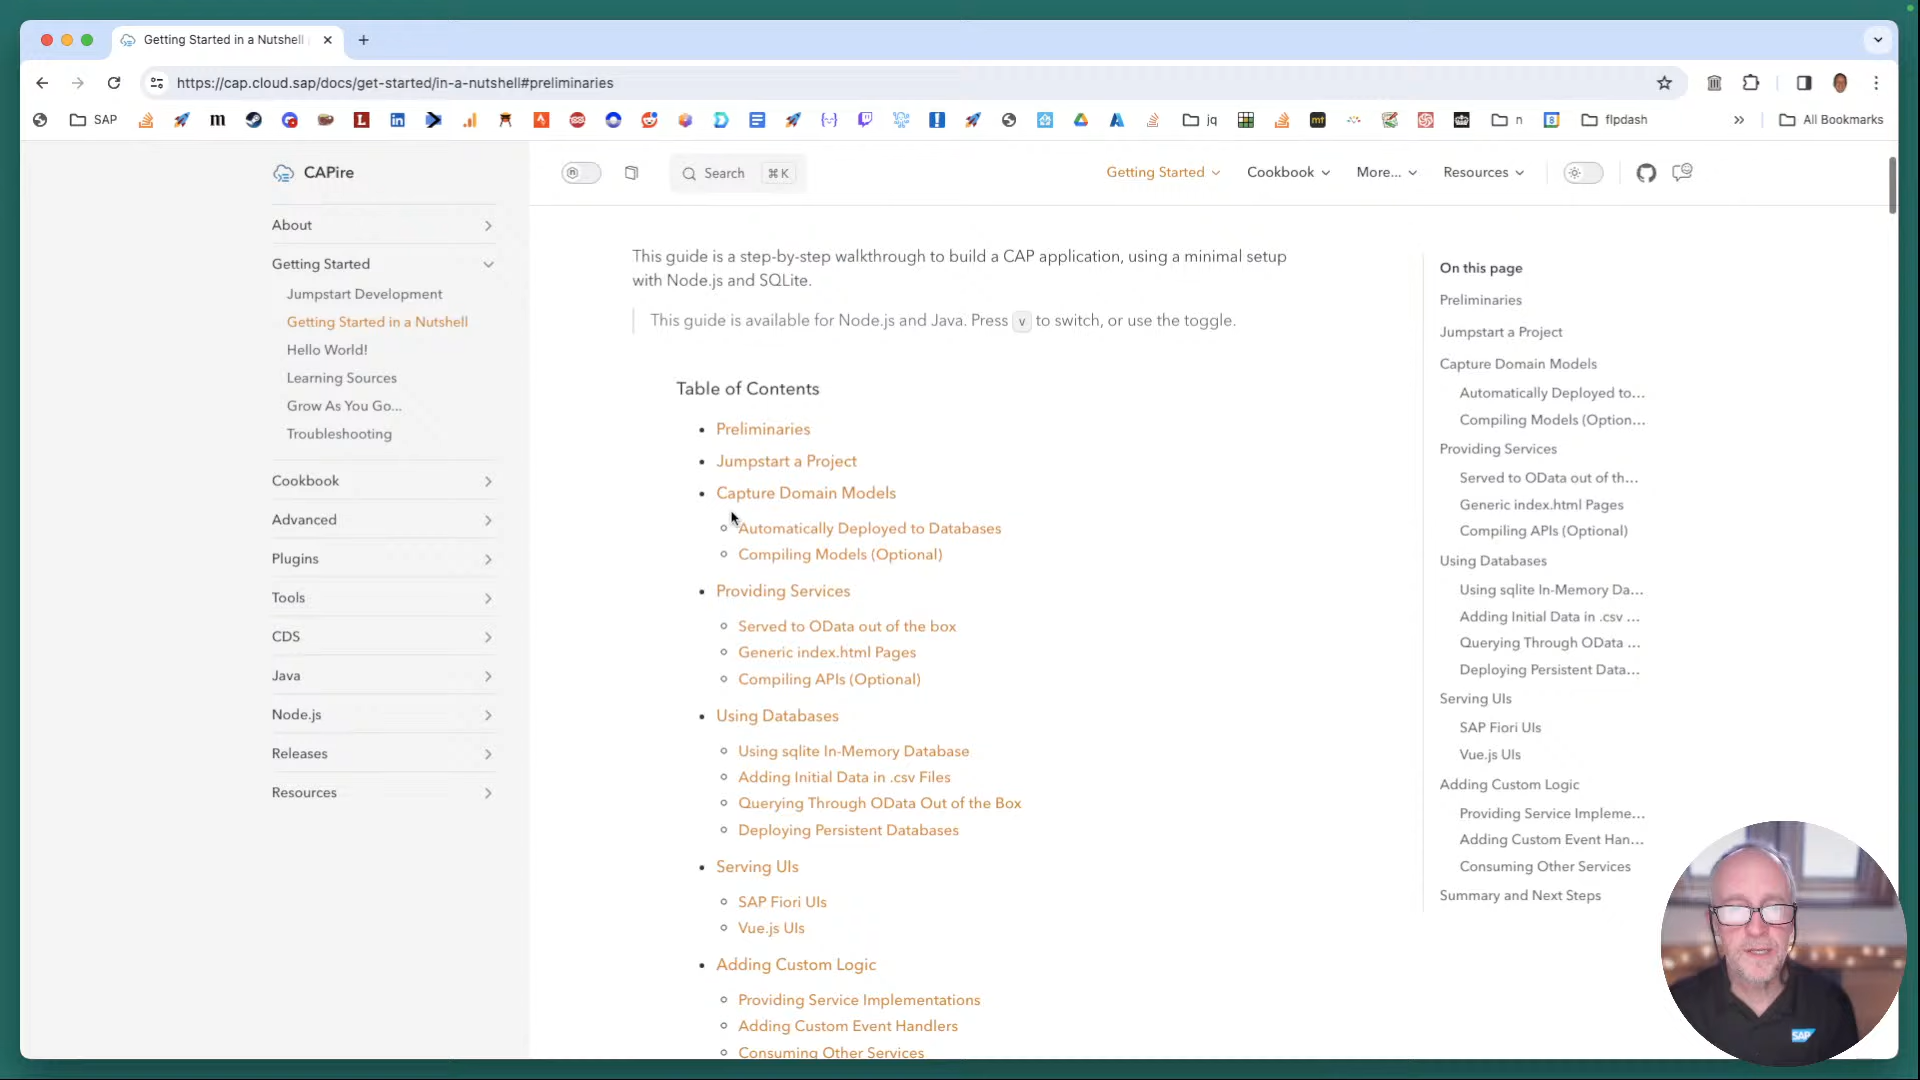 Getting Started in a Nutshell
https://cap.cloud.sap/docs/get-started/in-a-nutshell#preliminaries
SAP
jq
n
flpdash
All Bookmarks
CAPire
Search
⌘ K
Getting Started
Cookbook
More...
Resources
About
Getting Started
Jumpstart Development
Getting Started in a Nutshell
Hello World!
Learning Sources
Grow As You Go...
Troubleshooting
Cookbook
Advanced
Plugins
Tools
CDS
Java
Node.js
Releases
Resources
This guide is a step-by-step walkthrough to build a CAP application, using a minimal setup
with Node.js and SQLite.
This guide is available for Node.js and Java. Press v to switch, or use the toggle.
Table of Contents
Preliminaries
Jumpstart a Project
Capture Domain Models
Automatically Deployed to Databases
Compiling Models (Optional)
Providing Services
Served to OData out of the box
Generic index.html Pages
Compiling APIs (Optional)
Using Databases
Using sqlite In-Memory Database
Adding Initial Data in .csv Files
Querying Through OData Out of the Box
Deploying Persistent Databases
Serving UIs
SAP Fiori UIs
Vue.js UIs
Adding Custom Logic
Providing Service Implementations
Adding Custom Event Handlers
Consuming Other Services
On this page
Preliminaries
Jumpstart a Project
Capture Domain Models
Automatically Deployed to...
Compiling Models (Option...
Providing Services
Served to OData out of th...
Generic index.html Pages
Compiling APIs (Optional)
Using Databases
Using sqlite In-Memory Da...
Adding Initial Data in .csv ...
Querying Through OData ...
Deploying Persistent Data...
Serving UIs
SAP Fiori UIs
Vue.js UIs
Adding Custom Logic
Providing Service Impleme...
Adding Custom Event Han...
Consuming Other Services
Summary and Next Steps
SAP